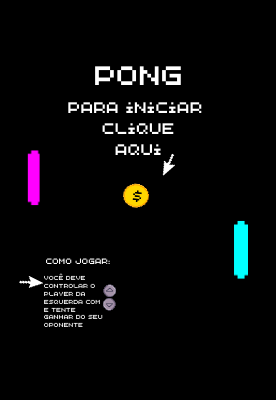 PONG
PARA INICIAR
CLIQUE
AQUI
$
COMO JOGAR:
VOCÊ DEVE
CONTROLAR O
PLAYER DA
ESQUERDA COM
E TENTE
GANHAR DO SEU
OPONENTE